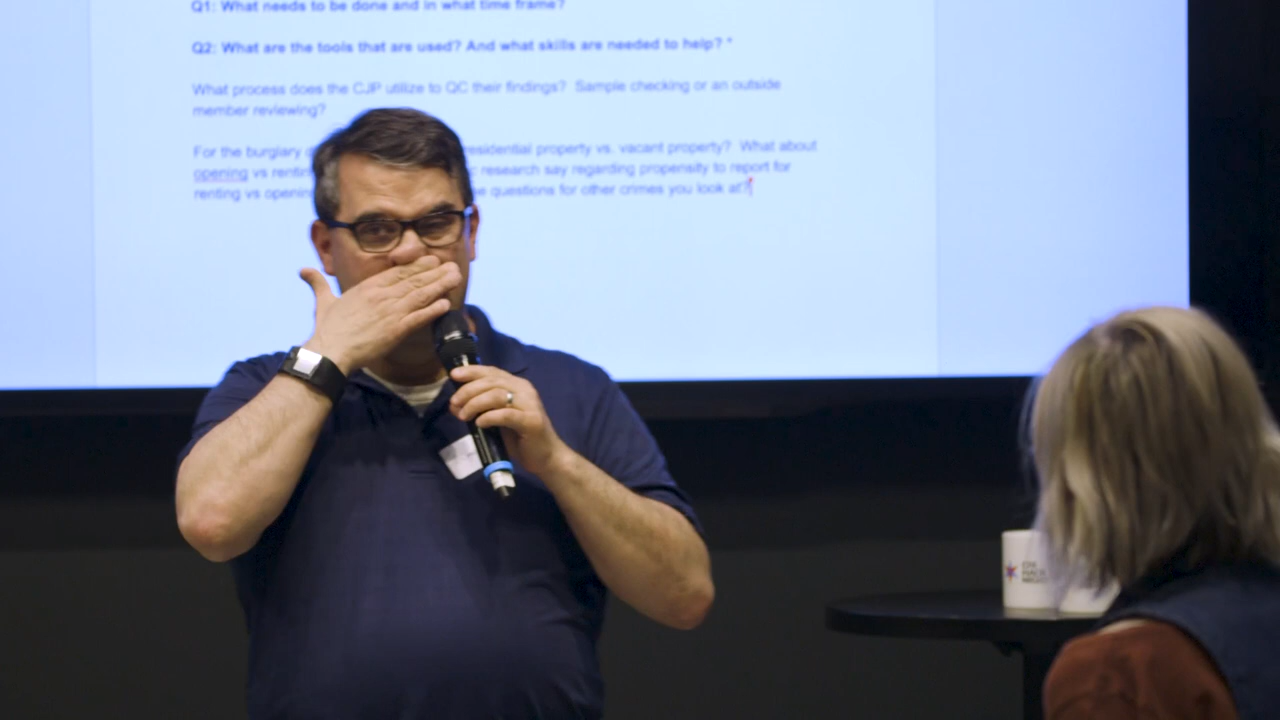 Q1: What needs to be done and in what time frame?
Q2: What are the tools that are used? And what skills are needed to help? *
What process does the CJP utilize to QC their findings? Sample checking or an outside
member reviewing?
For the burglary residential property vs. vacant property? What about
opening vs research say regarding propensity to report for
renting vs questions for other crimes you look at?
CHI
HACK
NIGHT